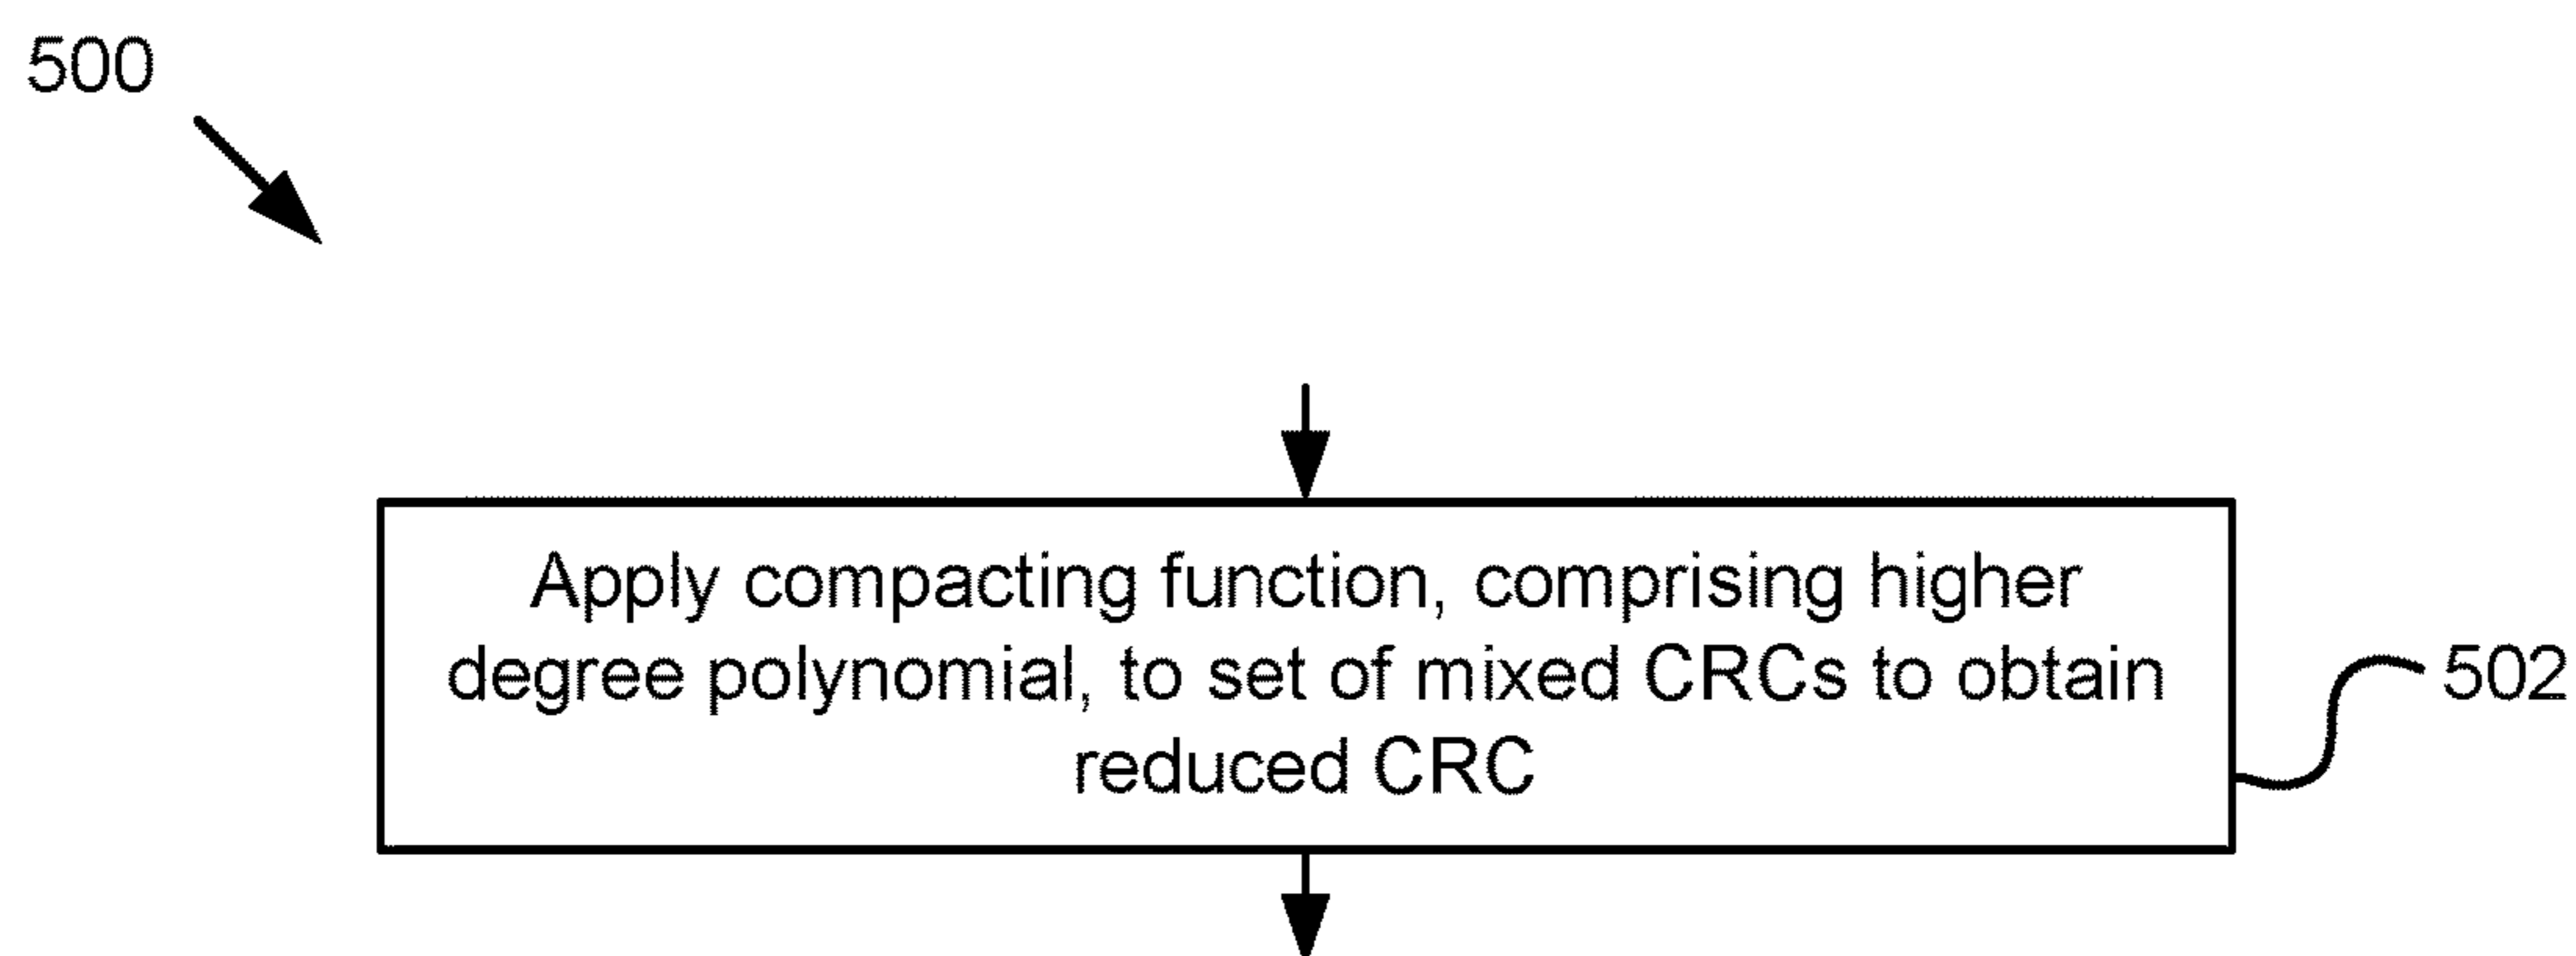 500
Apply compacting function, comprising higher
degree polynomial, to set of mixed CRCs to obtain
reduced CRC
502